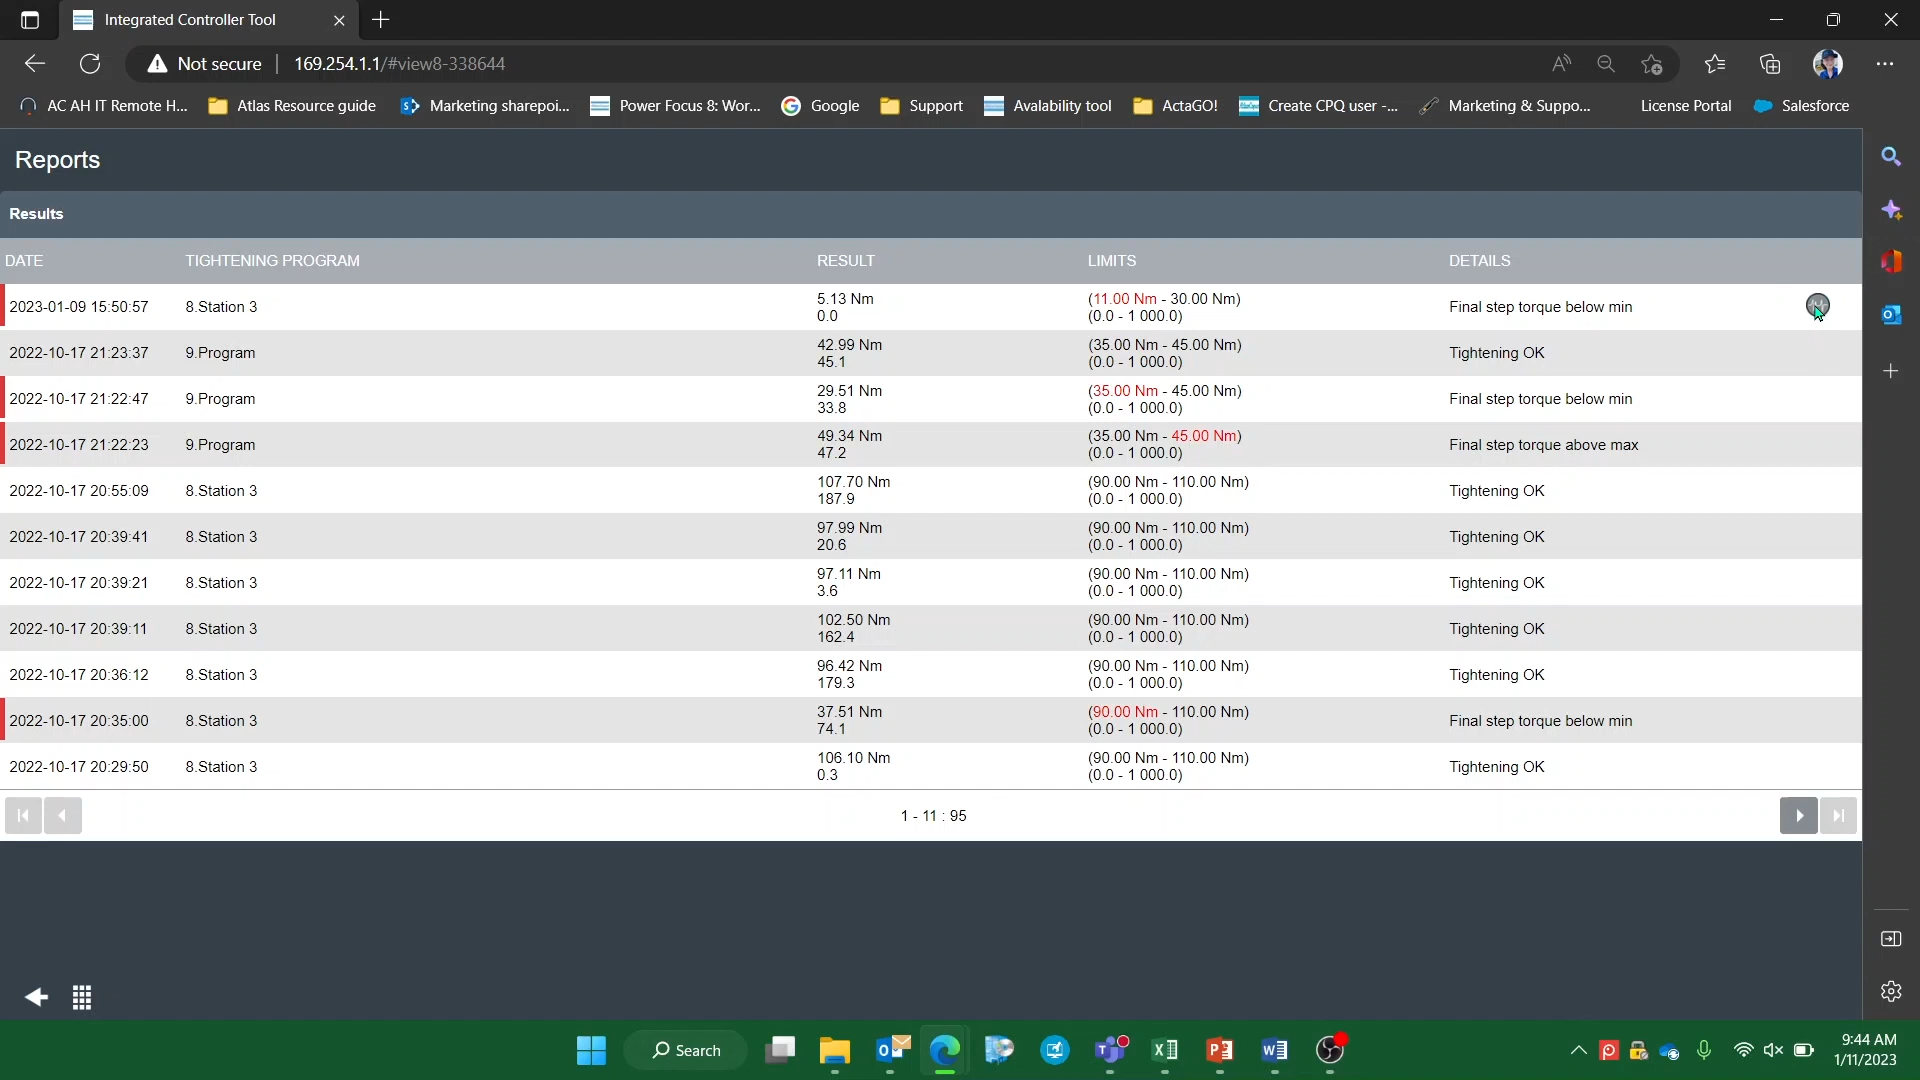 Integrated Controller Tool
Not secure 169.254.1.1/#view8-338644
AC AH IT Remote H... Atlas Resource guide Marketing sharepoi... Power Focus 8: Wor... Google Support Avalability tool ActaGO! Create CPQ user -... Marketing & Suppo... License Portal Salesforce
Reports
Results
DATE TIGHTENING PROGRAM RESULT LIMITS DETAILS
2023-01-09 15:50:57 8.Station 3 5.13 Nm (11.00 Nm - 30.00 Nm) Final step torque below min
0.0 (0.0 - 1 000.0)
2022-10-17 21:23:37 9.Program 42.99 Nm (35.00 Nm - 45.00 Nm) Tightening OK
45.1 (0.0 - 1 000.0)
2022-10-17 21:22:47 9.Program 29.51 Nm (35.00 Nm - 45.00 Nm) Final step torque below min
33.8 (0.0 - 1 000.0)
2022-10-17 21:22:23 9.Program 49.34 Nm (35.00 Nm - 45.00 Nm) Final step torque above max
47.2 (0.0 - 1 000.0)
2022-10-17 20:55:09 8.Station 3 107.70 Nm (90.00 Nm - 110.00 Nm) Tightening OK
187.9 (0.0 - 1 000.0)
2022-10-17 20:39:41 8.Station 3 97.99 Nm (90.00 Nm - 110.00 Nm) Tightening OK
20.6 (0.0 - 1 000.0)
2022-10-17 20:39:21 8.Station 3 97.11 Nm (90.00 Nm - 110.00 Nm) Tightening OK
3.6 (0.0 - 1 000.0)
2022-10-17 20:39:11 8.Station 3 102.50 Nm (90.00 Nm - 110.00 Nm) Tightening OK
162.4 (0.0 - 1 000.0)
2022-10-17 20:36:12 8.Station 3 96.42 Nm (90.00 Nm - 110.00 Nm) Tightening OK
179.3 (0.0 - 1 000.0)
2022-10-17 20:35:00 8.Station 3 37.51 Nm (90.00 Nm - 110.00 Nm) Final step torque below min
74.1 (0.0 - 1 000.0)
2022-10-17 20:29:50 8.Station 3 106.10 Nm (90.00 Nm - 110.00 Nm) Tightening OK
0.3 (0.0 - 1 000.0)
1 - 11 : 95
Search
9:44 AM
1/11/2023